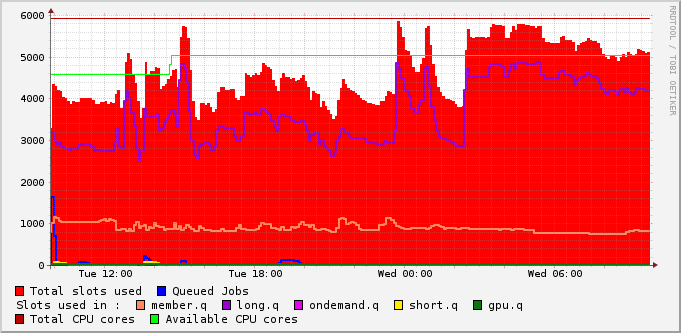 6000
5000
4000
3000
2000
1000
0
Tue 12:00 Tue 18:00 Wed 00:00 Wed 06:00
Total slots used Queued Jobs
Slots used in : member.q long.q ondemand.q short.q gpu.q
Total CPU cores Available CPU cores
RRDTOOL / TOBI OETIKER